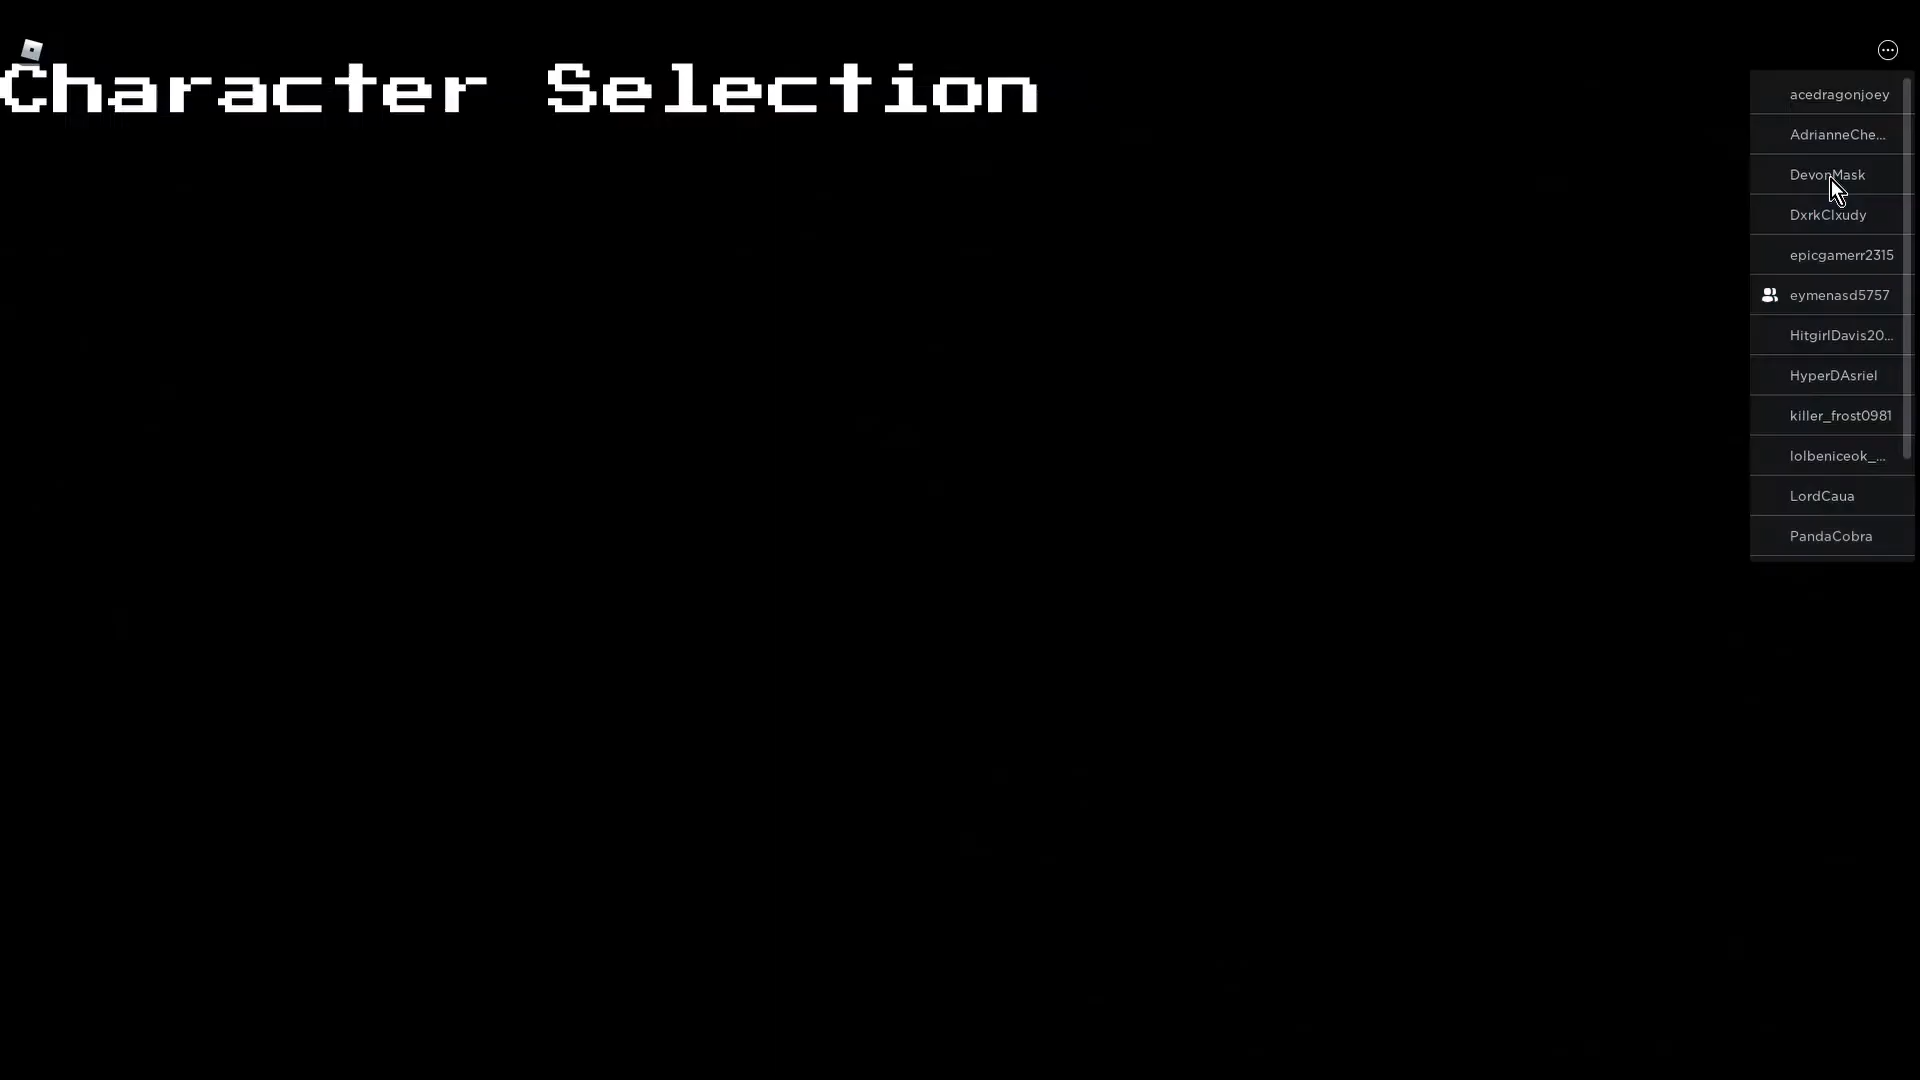 Character Selection
acedragonjoey
AdrianneChe...
DevonMask
DxrkClxudy
epicgamerr2315
eymenasd5757
HitgirlDavis20...
HyperDAsriel
killer_frost0981
lolbeniceok_...
LordCaua
PandaCobra